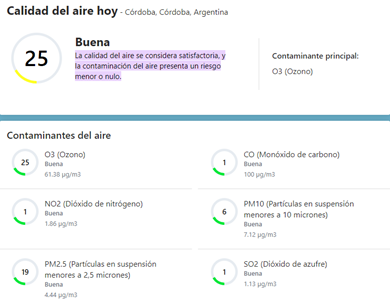 Calidad del aire hoy - Córdoba, Córdoba, Argentina
25
Buena
La calidad del aire se considera satisfactoria, y
la contaminación del aire presenta un riesgo
menor o nulo.
Contaminante principal:
O3 (Ozono)
Contaminantes del aire
25
O3 (Ozono)
Buena
61.38 µg/m3
1
CO (Monóxido de carbono)
Buena
100 µg/m3
1
NO2 (Dióxido de nitrógeno)
Buena
1.86 µg/m3
6
PM10 (Partículas en suspensión
menores a 10 micrones)
Buena
7.12 µg/m3
19
PM2.5 (Partículas en suspensión
menores a 2,5 micrones)
Buena
4.44 µg/m3
1
SO2 (Dióxido de azufre)
Buena
1.13 µg/m3